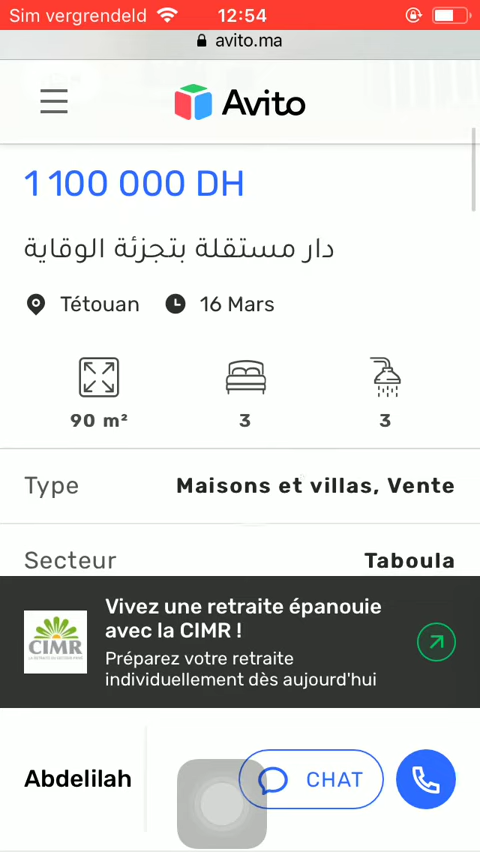 Sim vergrendeld 12:54
avito.ma
Avito
1 100 000 DH
دار مستقلة بتجزئة الوقاية
Tétouan 16 Mars
90 m² 3 3
Type Maisons et villas, Vente
Secteur Taboula
Vivez une retraite épanouie
avec la CIMR !
CIMR
Préparez votre retraite
individuellement dès aujourd'hui
Abdelilah CHAT